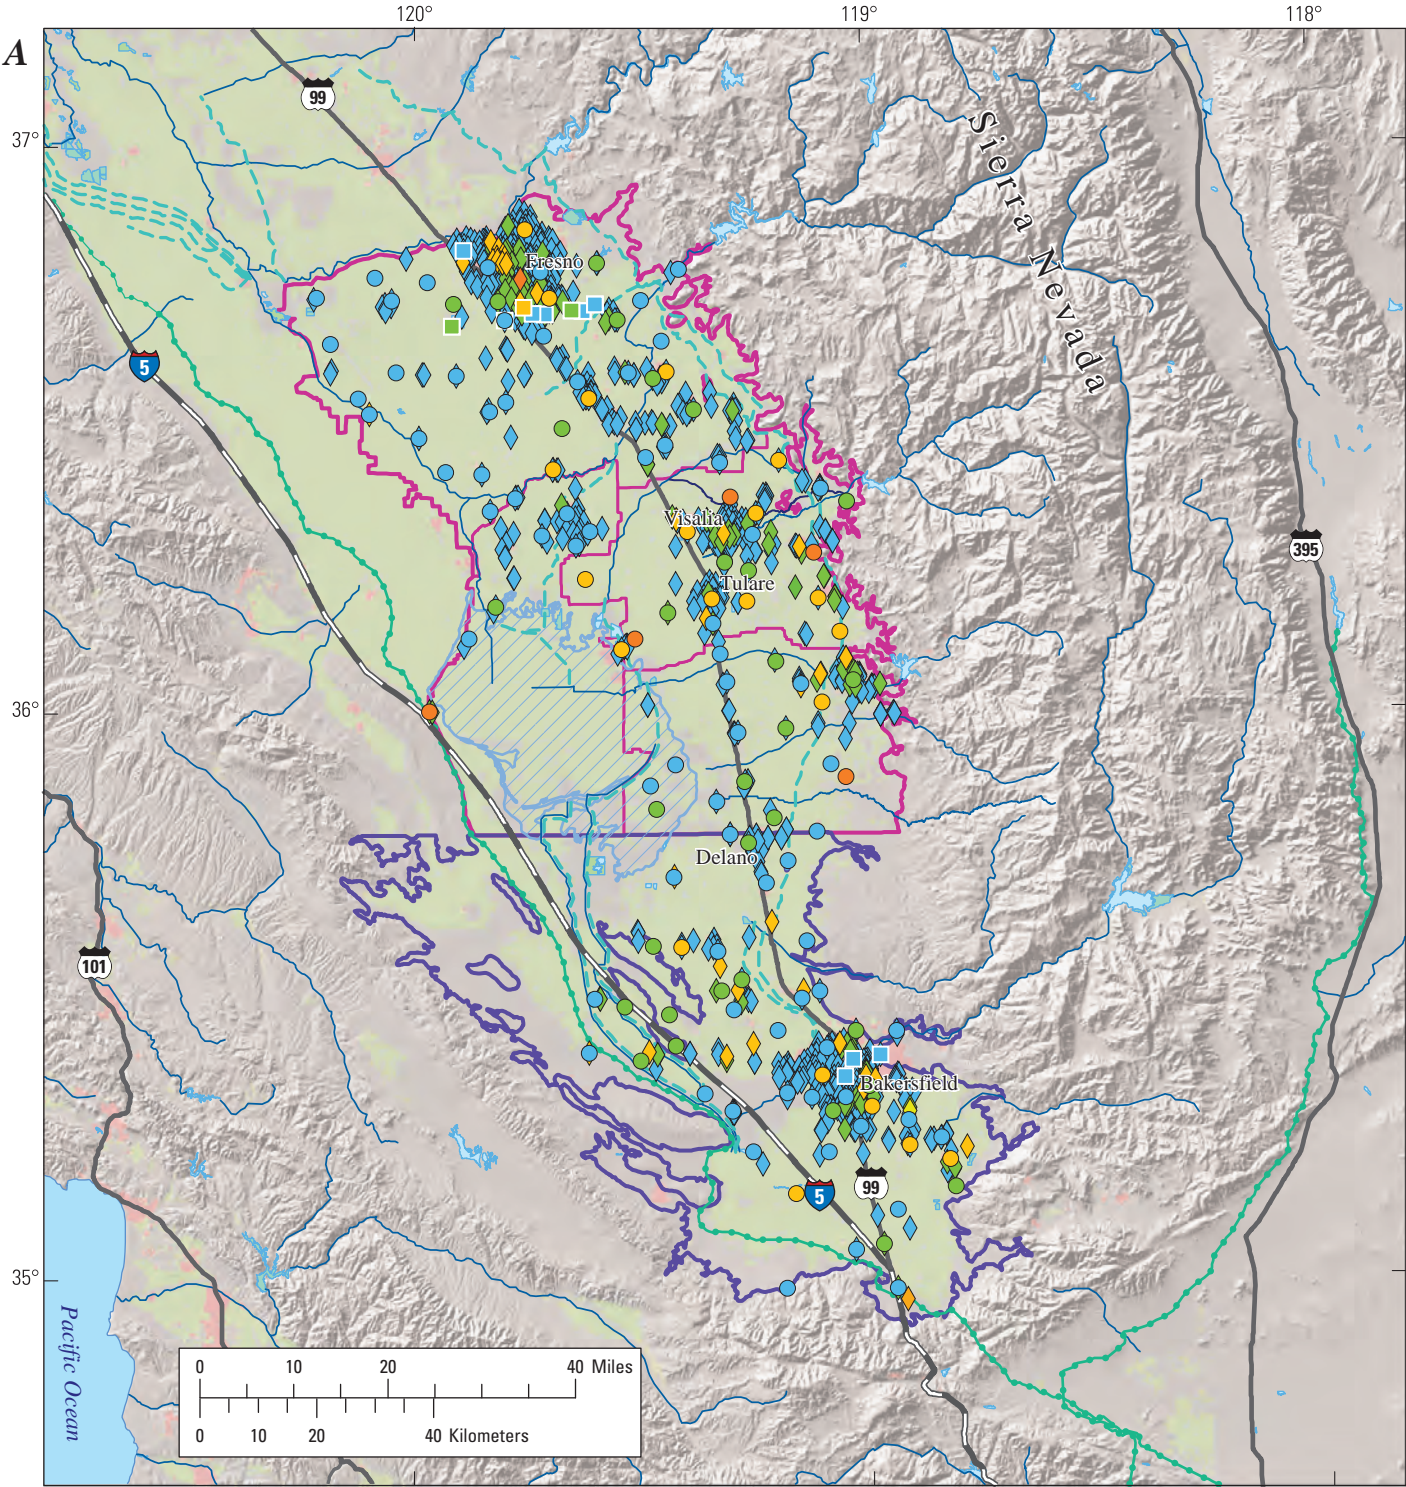 120°
119°
118°
A
99
37°
Sierra Nevada
Fresno
5
395
Visalia
Tulare
36°
Delano
101
Bakersfield
99
5
35°
Pacific Ocean
0 10 20 40 Miles
0 10 20 40 Kilometers